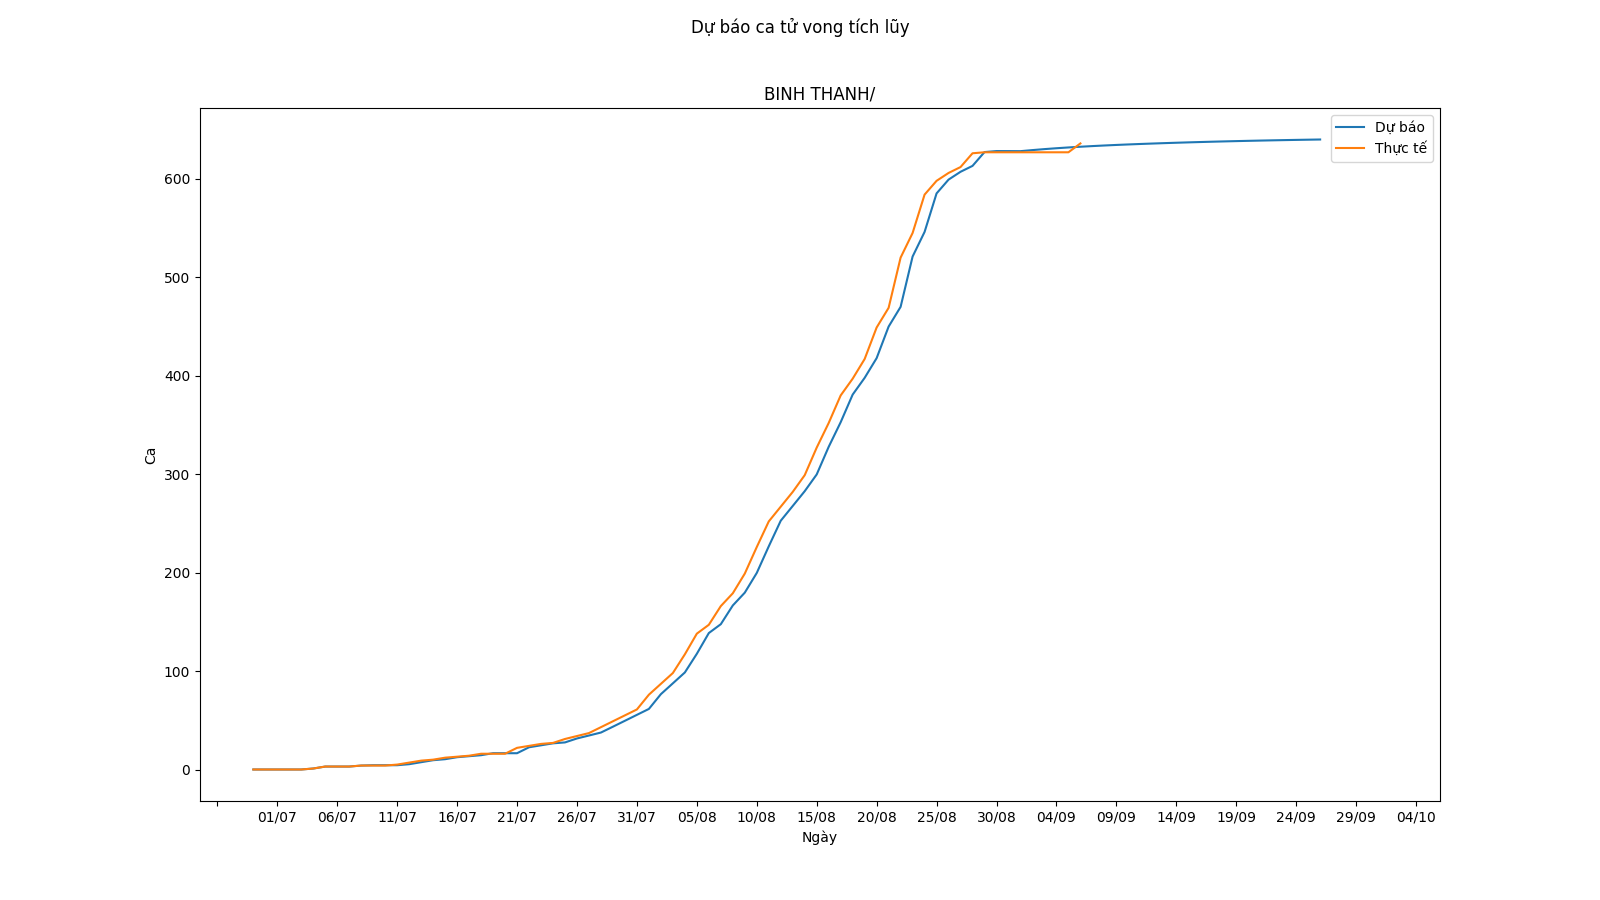 Dự báo ca tử vong tích lũy
BINH THANH/
Dự báo
Thực tế
600
500
400
300
200
100
0
Ca
01/07 06/07 11/07 16/07 21/07 26/07 31/07 05/08 10/08 15/08 20/08 25/08 30/08 04/09 09/09 14/09 19/09 24/09 29/09 04/10
Ngày